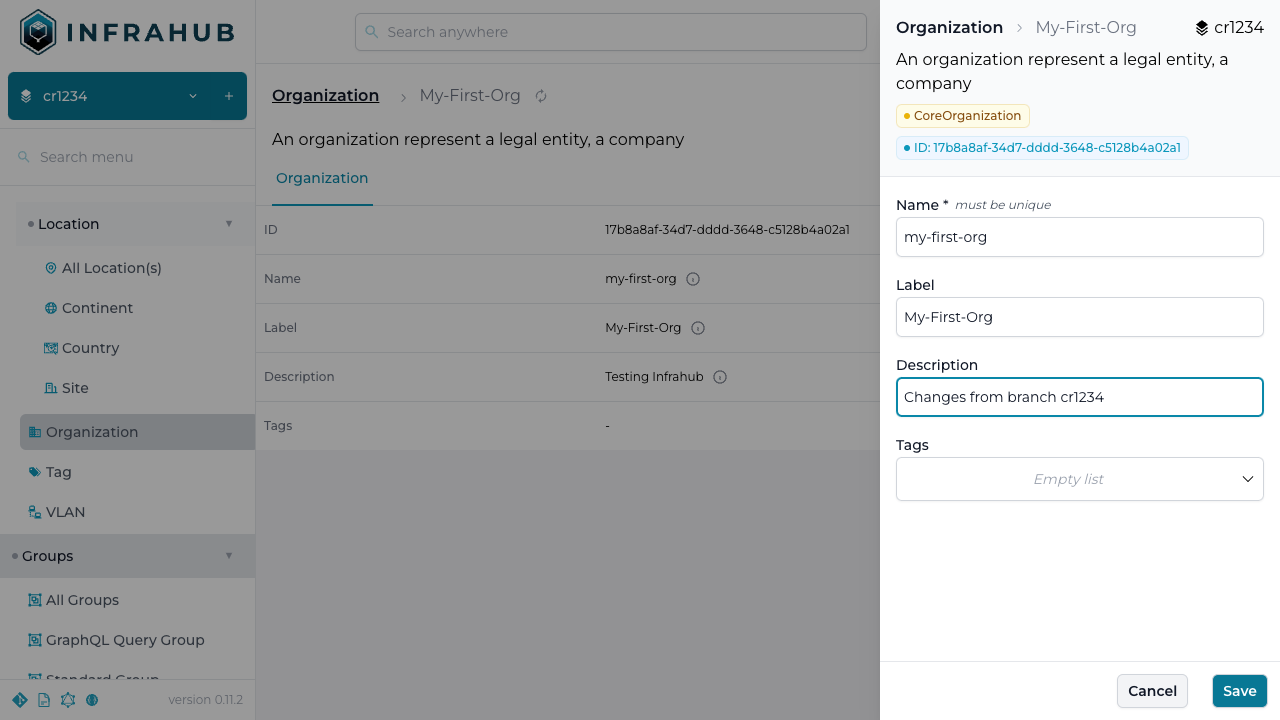 INFRAHUB
cr1234
+
Search menu
Location
All Location(s)
Continent
Country
Site
Organization
Tag
VLAN
Groups
All Groups
GraphQL Query Group
Standard Group
version 0.11.2
Search anywhere
Organization > My-First-Org
An organization represent a legal entity, a company
Organization
ID 17b8a8af-34d7-dddd-3648-c5128b4a02a1
Name my-first-org
Label My-First-Org
Description Testing Infrahub
Tags -
Organization > My-First-Org cr1234
An organization represent a legal entity, a
company
CoreOrganization
ID: 17b8a8af-34d7-dddd-3648-c5128b4a02a1
Name * must be unique
my-first-org
Label
My-First-Org
Description
Changes from branch cr1234
Tags
Empty list
Cancel Save